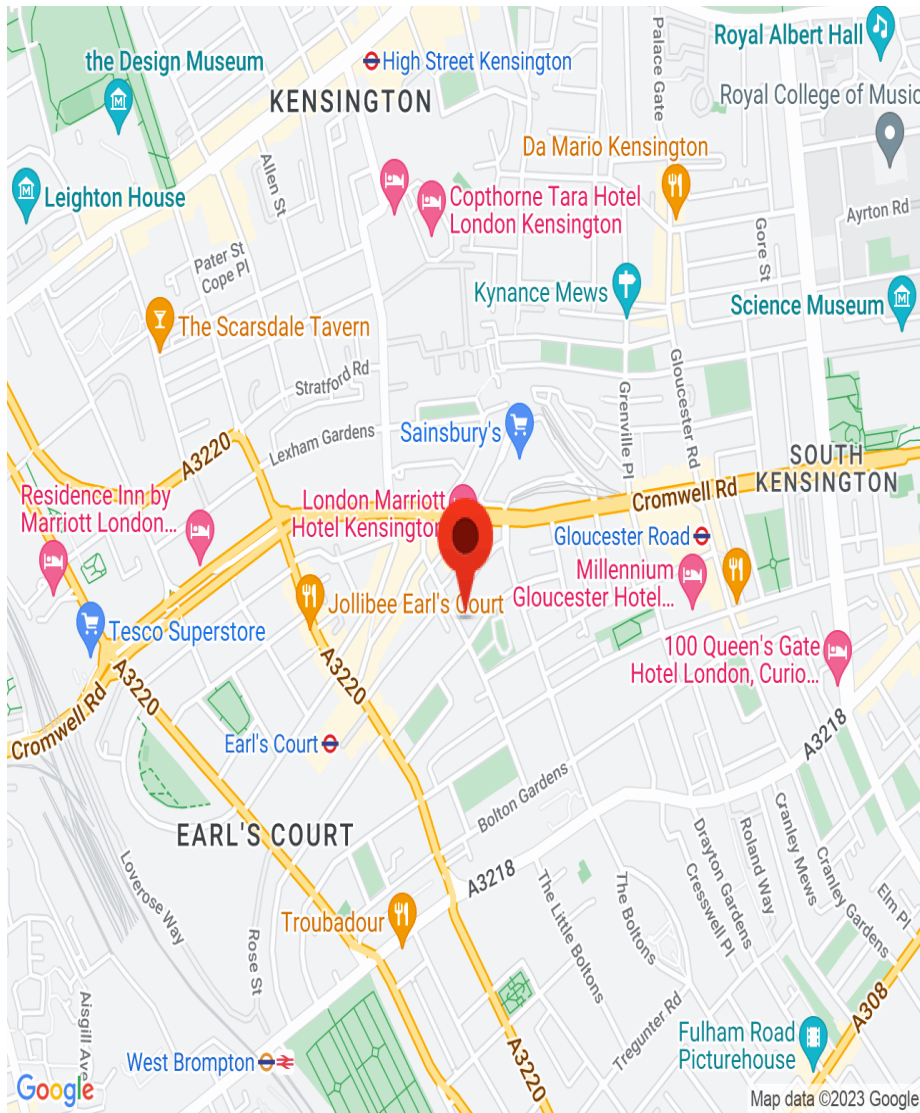 Royal Albert Hall
the Design Museum
High Street Kensington
KENSINGTON
Palace Gate
Royal College of Music
Da Mario Kensington
Allen St
Leighton House
Copthorne Tara Hotel
London Kensington
Ayrton Rd
Gore St
Pater St
Cope Pl
Kynance Mews
Science Museum
The Scarsdale Tavern
Stratford Rd
Grenville Pl
Gloucester Rd
Lexham Gardens
Sainsbury's
A3220
SOUTH
KENSINGTON
Residence Inn by
Marriott London...
London Marriott
Hotel Kensington
Cromwell Rd
Gloucester Road
Millennium
Gloucester Hotel...
Jollibee Earl's Court
Tesco Superstore
100 Queen's Gate
Hotel London, Curio...
A3220
A3220
Cromwell Rd
Earl's Court
A3218
Bolton Gardens
EARL'S COURT
Cranley Mews
Roland Way
Drayton Gardens
Cresswell Pl
Cranley Gardens
Elm Pl
A3218
Loverose Way
The Little Boltons
The Boltons
Troubadour
Rose St
Aisgill Ave
Tregunter Rd
A308
Fulham Road
Picturehouse
West Brompton
A3220
Google
Map data ©2023 Google